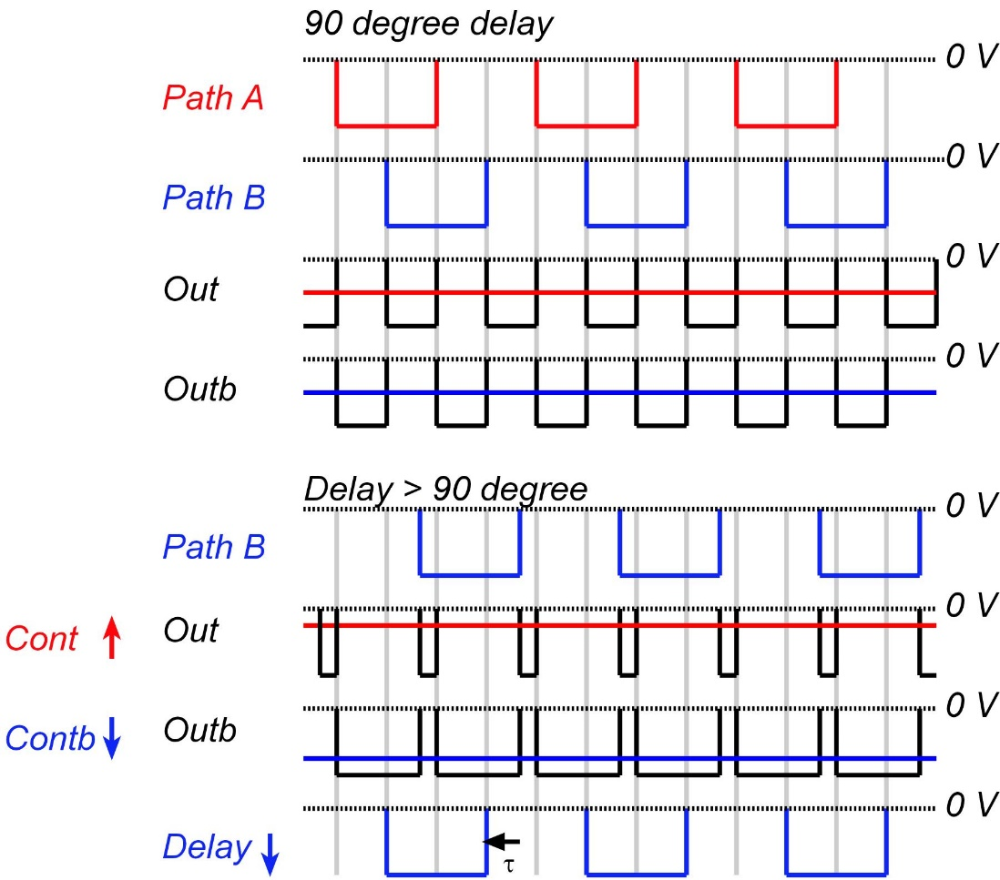 90 degree delay
0 V
Path A
0 V
Path B
0 V
Out
0 V
Outb
Delay > 90 degree
0 V
Path B
0 V
Cont ↑ Out
0 V
Contb ↓ Outb
0 V
Delay ↓
τ